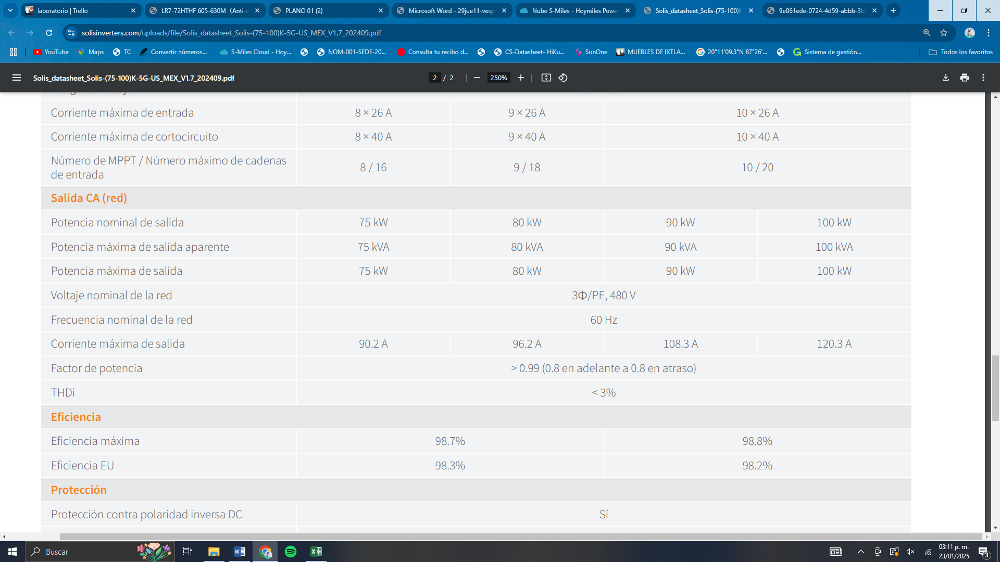 laboratorio | Trello
LR7-72HTHF 605-630M（Anti-
PLANO 01 (2)
Microsoft Word - 29jue11-vesp
Nube S-Miles - Hoymiles Powe
Solis_datasheet_Solis-(75-100)K
9e061ede-0724-4d59-abbb-3b
solisinverters.com/uploads/file/Solis_datasheet_Solis-(75-100)K-5G-US_MEX_V1,7_202409.pdf
YouTube
Maps
TC
Convertir números...
S-Miles Cloud - Hoy...
NOM-001-SEDE-20...
Consulta tu recibo d...
CS-Datasheet- HiKu...
SunOne
MUEBLES DE IXTLA...
20°11'09.3"N 87°26'...
Sistema de gestión...
Todos los favoritos
Solis_datasheet_Solis-(75-100)K-5G-US_MEX_V1,7_202409.pdf
2 / 2
250%
Corriente máxima de entrada 8 × 26 A 9 × 26 A 10 × 26 A
Corriente máxima de cortocircuito 8 × 40 A 9 × 40 A 10 × 40 A
Número de MPPT / Número máximo de cadenas
de entrada 8 / 16 9 / 18 10 / 20
Salida CA (red)
Potencia nominal de salida 75 kW 80 kW 90 kW 100 kW
Potencia máxima de salida aparente 75 kVA 80 kVA 90 kVA 100 kVA
Potencia máxima de salida 75 kW 80 kW 90 kW 100 kW
Voltaje nominal de la red 3Φ/PE, 480 V
Frecuencia nominal de la red 60 Hz
Corriente máxima de salida 90.2 A 96.2 A 108.3 A 120.3 A
Factor de potencia > 0.99 (0.8 en adelante a 0.8 en atraso)
THDi < 3%
Eficiencia
Eficiencia máxima 98.7% 98.8%
Eficiencia EU 98.3% 98.2%
Protección
Protección contra polaridad inversa DC Sí
Buscar
03:11 p. m.
23/01/2025
3